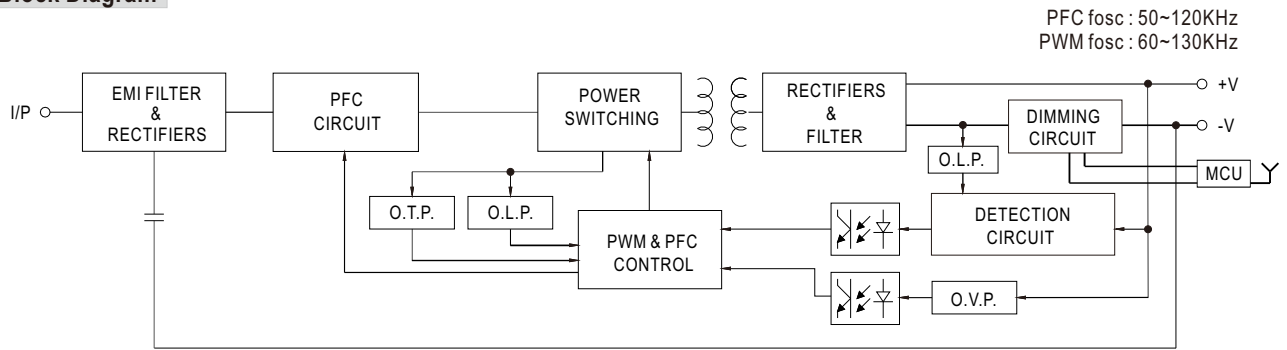 Block Diagram
PFC fosc : 50~120KHz
PWM fosc : 60~130KHz
I/P
EMI FILTER
&
RECTIFIERS
PFC
CIRCUIT
POWER
SWITCHING
RECTIFIERS
&
FILTER
DIMMING
CIRCUIT
+V
-V
MCU
O.L.P.
O.T.P.
O.L.P.
PWM & PFC
CONTROL
DETECTION
CIRCUIT
O.V.P.